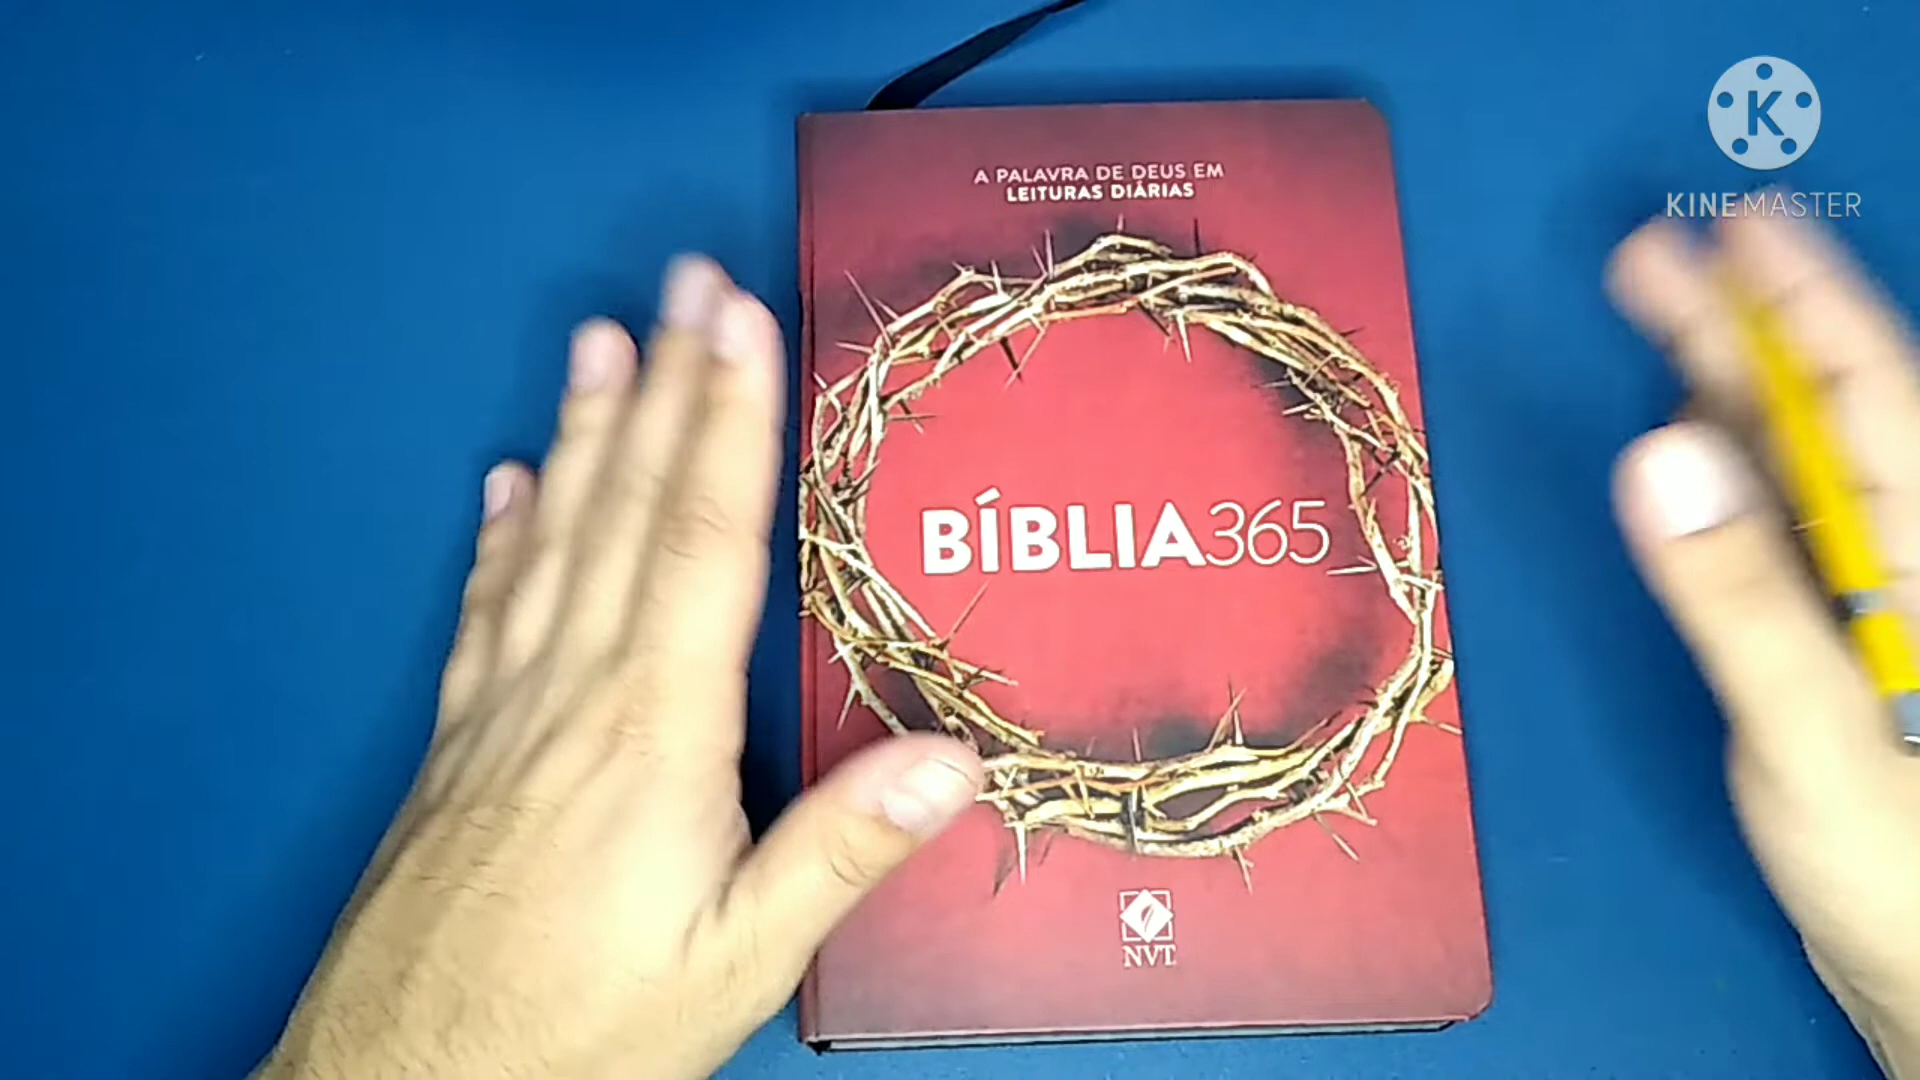 A PALAVRA DE DEUS EM
LEITURAS DIÁRIAS
BÍBLIA365
NVT
K
KINEMASTER